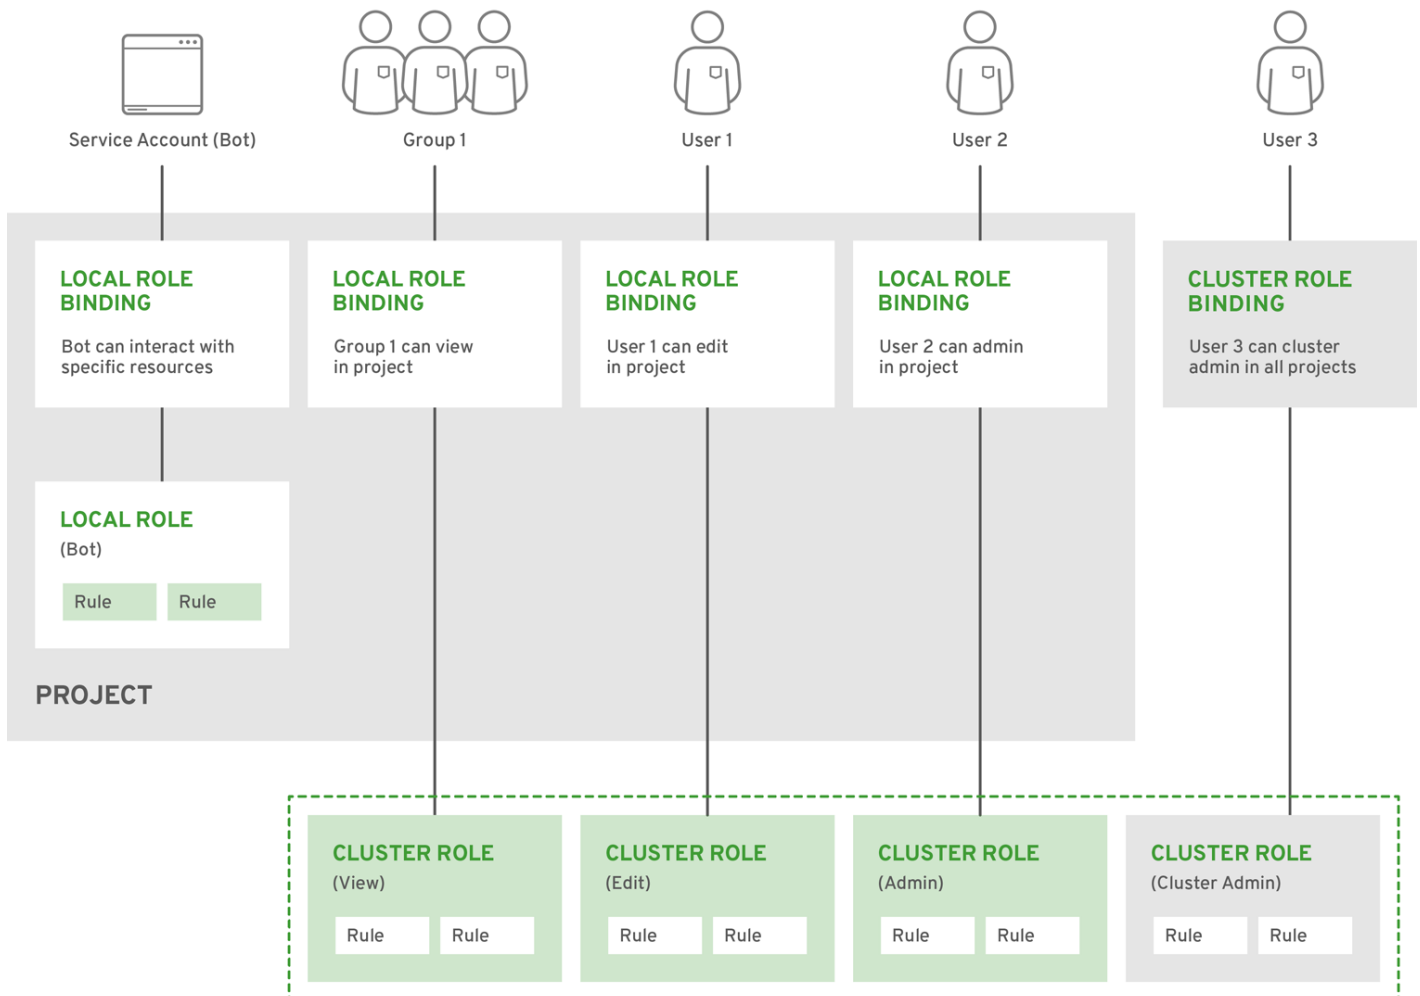 Service Account (Bot)
Group 1
User 1
User 2
User 3
LOCAL ROLE
BINDING
Bot can interact with
specific resources
LOCAL ROLE
BINDING
Group 1 can view
in project
LOCAL ROLE
BINDING
User 1 can edit
in project
LOCAL ROLE
BINDING
User 2 can admin
in project
CLUSTER ROLE
BINDING
User 3 can cluster
admin in all projects
LOCAL ROLE
(Bot)
Rule
Rule
PROJECT
CLUSTER ROLE
(View)
Rule
Rule
CLUSTER ROLE
(Edit)
Rule
Rule
CLUSTER ROLE
(Admin)
Rule
Rule
CLUSTER ROLE
(Cluster Admin)
Rule
Rule